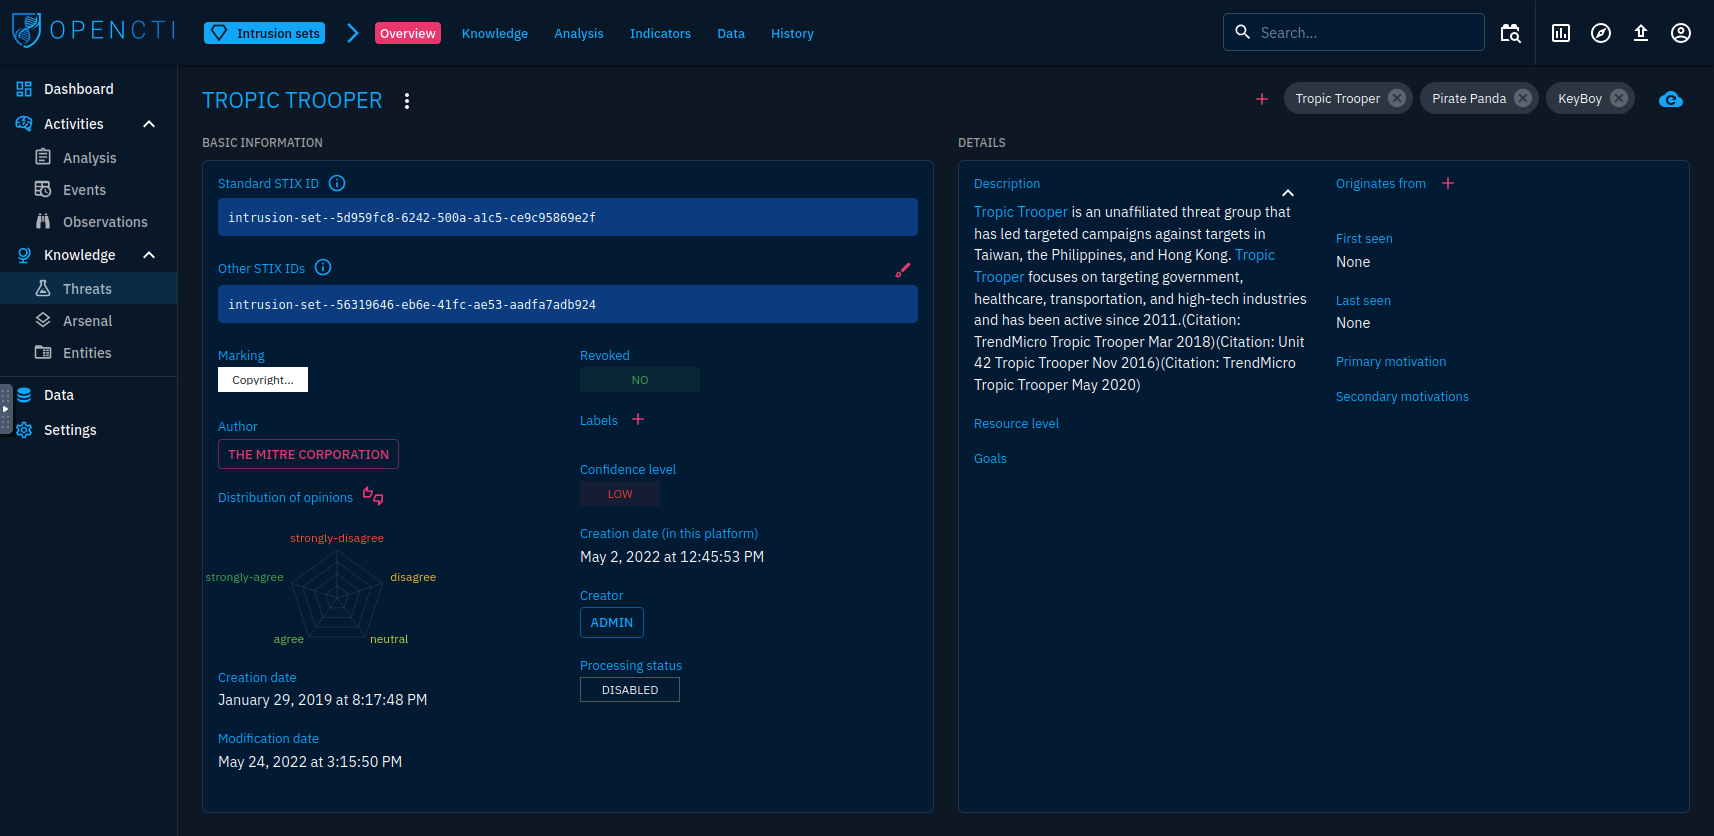 OPENCTI
Intrusion sets
Overview
Knowledge
Analysis
Indicators
Data
History
Search...
Dashboard
Activities
Analysis
Events
Observations
Knowledge
Threats
Arsenal
Entities
Data
Settings
TROPIC TROOPER
Tropic Trooper
Pirate Panda
KeyBoy
BASIC INFORMATION
Standard STIX ID
intrusion-set--5d959fc8-6242-500a-a1c5-ce9c95869e2f
Other STIX IDs
intrusion-set--56319646-eb6e-41fc-ae53-aadfa7adb924
Marking
Copyright...
Revoked
NO
Labels
Author
THE MITRE CORPORATION
Confidence level
LOW
Distribution of opinions
strongly-disagree
strongly-agree
disagree
agree
neutral
Creation date (in this platform)
May 2, 2022 at 12:45:53 PM
Creator
ADMIN
Processing status
DISABLED
Creation date
January 29, 2019 at 8:17:48 PM
Modification date
May 24, 2022 at 3:15:50 PM
DETAILS
Description
Tropic Trooper is an unaffiliated threat group that
has led targeted campaigns against targets in
Taiwan, the Philippines, and Hong Kong. Tropic
Trooper focuses on targeting government,
healthcare, transportation, and high-tech industries
and has been active since 2011.(Citation:
TrendMicro Tropic Trooper Mar 2018)(Citation: Unit
42 Tropic Trooper Nov 2016)(Citation: TrendMicro
Tropic Trooper May 2020)
Resource level
Goals
Originates from
First seen
None
Last seen
None
Primary motivation
Secondary motivations